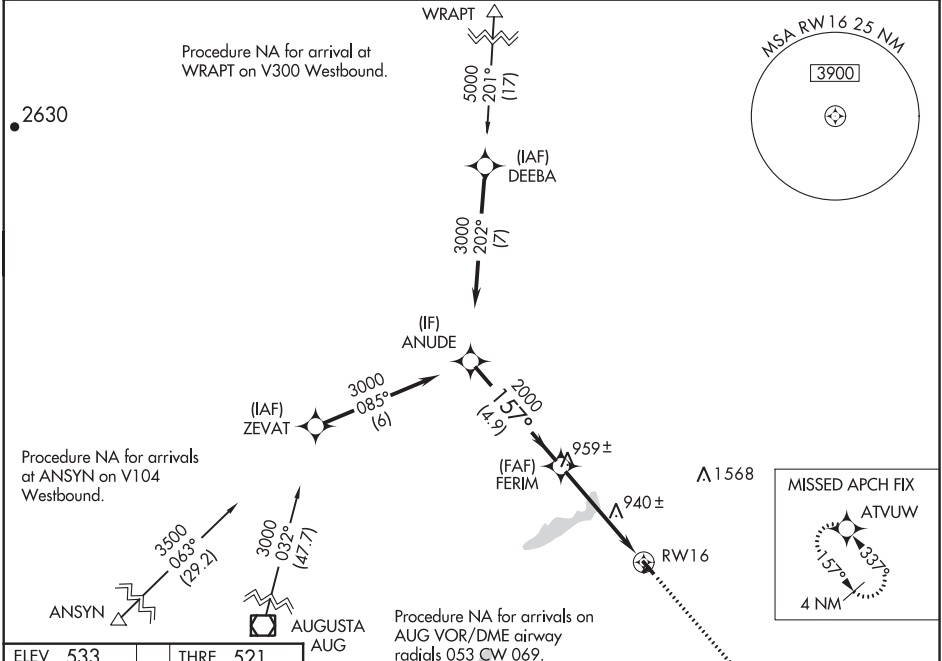 WRAPT
Procedure NA for arrival at
WRAPT on V300 Westbound.
MSA RW16 25 NM
3900
5000
201°
(17)
2630
(IAF)
DEEBA
3000
202°
(7)
(IF)
ANUDE
3000
085°
(6)
(IAF)
ZEVAT
2000
157°
(4.9)
959±
(FAF)
FERIM
1568
940±
Procedure NA for arrivals
at ANSYN on V104
Westbound.
MISSED APCH FIX
ATVUW
157°
337°
4 NM
3500
063°
(29.2)
3000
032°
(47.7)
RW16
ANSYN
AUGUSTA
AUG
Procedure NA for arrivals on
AUG VOR/DME airway
radials 053 CW 069.
ELEV 533
THRE 521